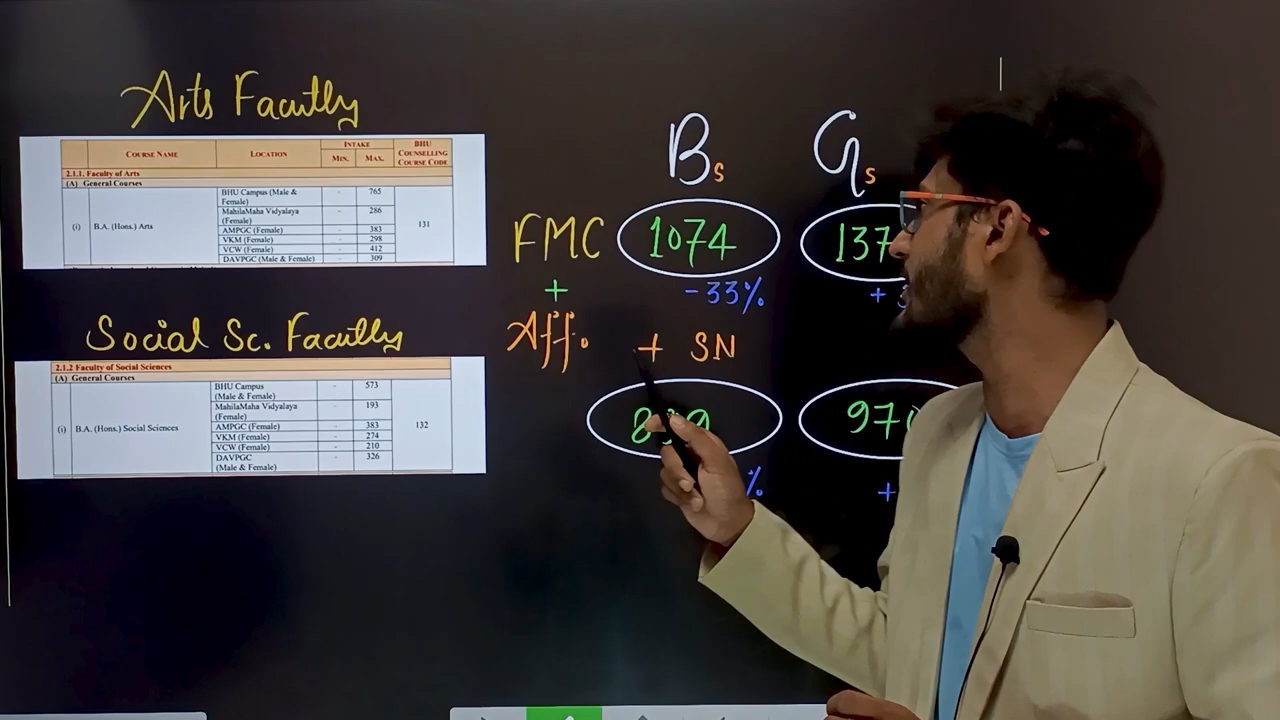 Arts Facutly
COURSE NAME LOCATION INTAKE BHU COUNSELLING COURSE CODE
MIN. MAX.
2.1.1. Faculty of Arts
(A) General Courses
(i) B.A. (Hons.) Arts 131
BHU Campus (Male & Female) - 765
MahilaMaha Vidyalaya (Female) - 286
AMPGC (Female) - 383
VKM (Female) - 298
VCW (Female) - 412
DAVPGC (Male & Female) - 309
Social Sc. Facutlly
2.1.2 Faculty of Social Sciences
(A) General Courses
(i) B.A. (Hons.) Social Sciences 132
BHU Campus (Male & Female) - 573
MahilaMaha Vidyalaya (Female) - 193
AMPGC (Female) - 383
VKM (Female) - 274
VCW (Female) - 210
DAVPGC (Male & Female) - 326
Bs Gs
FMC 1074 137
+ -33% +
Aff. + SN
97
% +